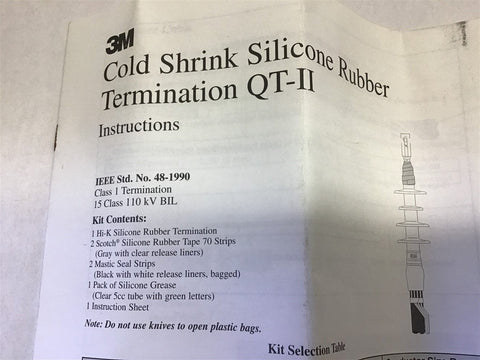 3M
Cold Shrink Silicone Rubber
Termination QT-II
Instructions
IEEE Std. No. 48-1990
Class 1 Termination
15 Class 110 kV BIL
Kit Contents:
1 Hi-K Silicone Rubber Termination
2 Scotch® Silicone Rubber Tape 70 Strips
(Gray with clear release liners)
2 Mastic Seal Strips
(Black with white release liners, bagged)
1 Pack of Silicone Grease
(Clear 5cc tube with green letters)
1 Instruction Sheet
Note: Do not use knives to open plastic bags.
Kit Selection Table